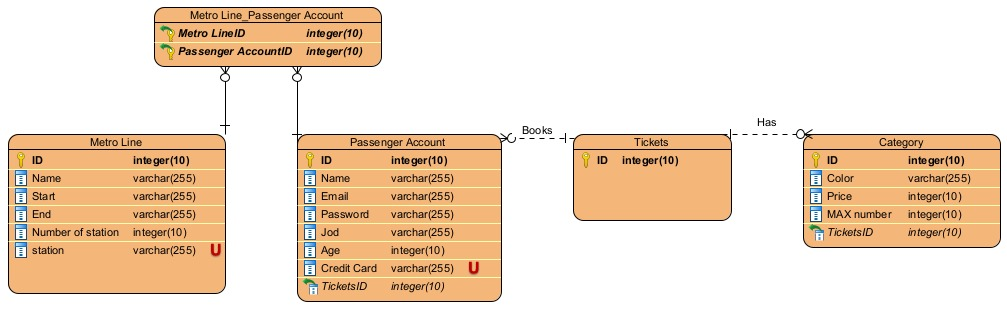 Metro Line_Passenger Account
Metro LineID integer(10)
Passenger AccountID integer(10)
Metro Line
ID integer(10)
Name varchar(255)
Start varchar(255)
End varchar(255)
Number of station integer(10)
station varchar(255) U
Passenger Account
ID integer(10)
Name varchar(255)
Email varchar(255)
Password varchar(255)
Jod varchar(255)
Age integer(10)
Credit Card varchar(255) U
TicketsID integer(10)
Books
Tickets
ID integer(10)
Has
Category
ID integer(10)
Color varchar(255)
Price integer(10)
MAX number integer(10)
TicketsID integer(10)